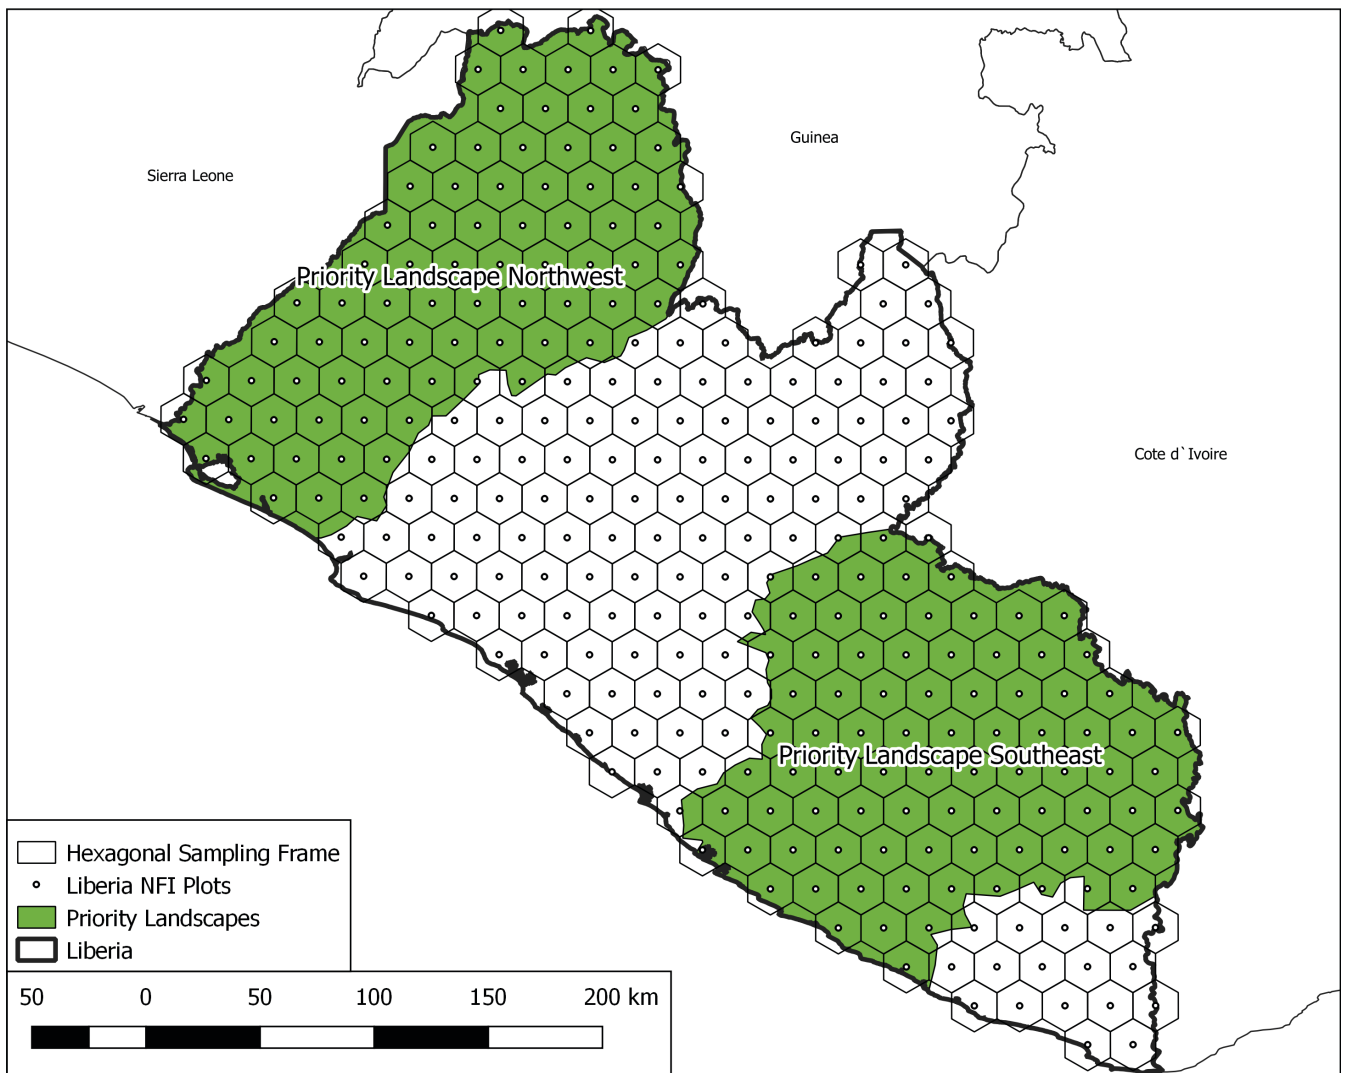 Guinea
Sierra Leone
Priority Landscape Northwest
Cote d`Ivoire
Priority Landscape Southeast
Hexagonal Sampling Frame
Liberia NFI Plots
Priority Landscapes
Liberia
50 0 50 100 150 200 km